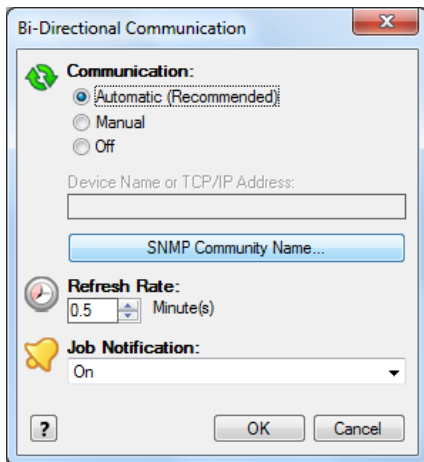 Bi-Directional Communication
Communication:
Automatic (Recommended)
Manual
Off
Device Name or TCP/IP Address:
SNMP Community Name...
Refresh Rate:
0.5 Minute(s)
Job Notification:
On
? OK Cancel